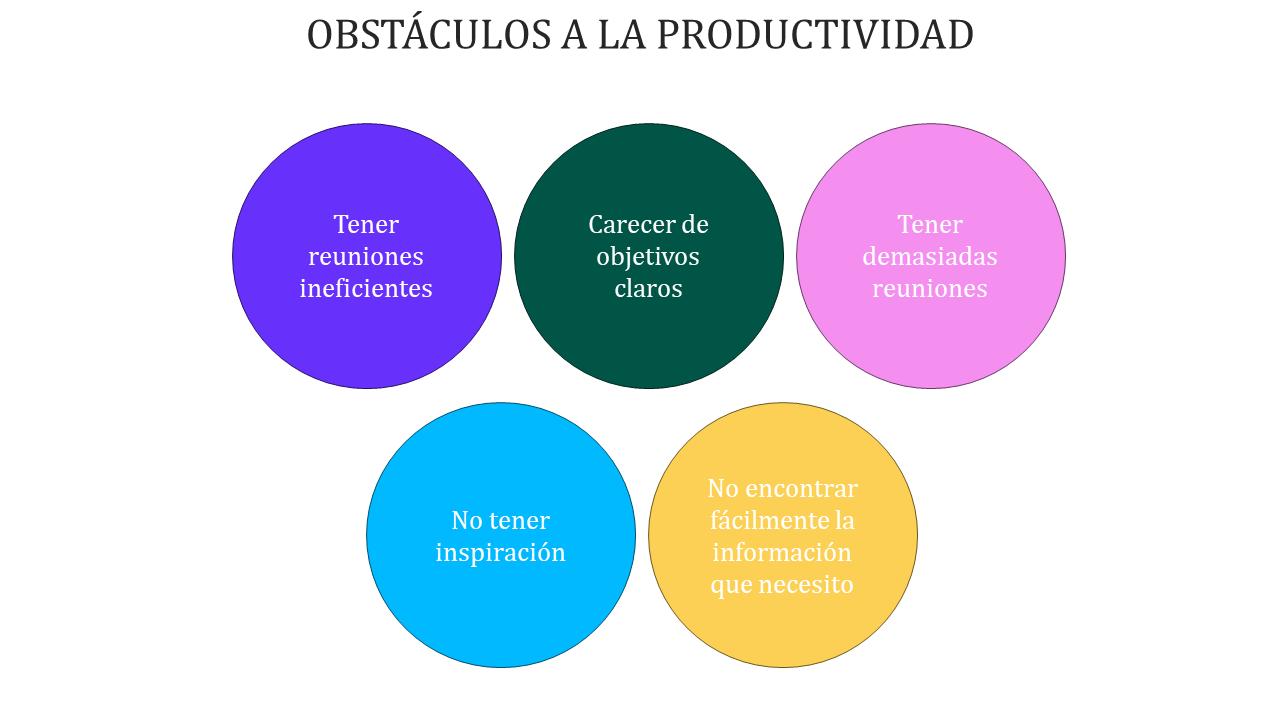 OBSTÁCULOS A LA PRODUCTIVIDAD
Tener
reuniones
ineficientes
Carecer de
objetivos
claros
Tener
demasiadas
reuniones
No tener
inspiración
No encontrar
fácilmente la
información
que necesito